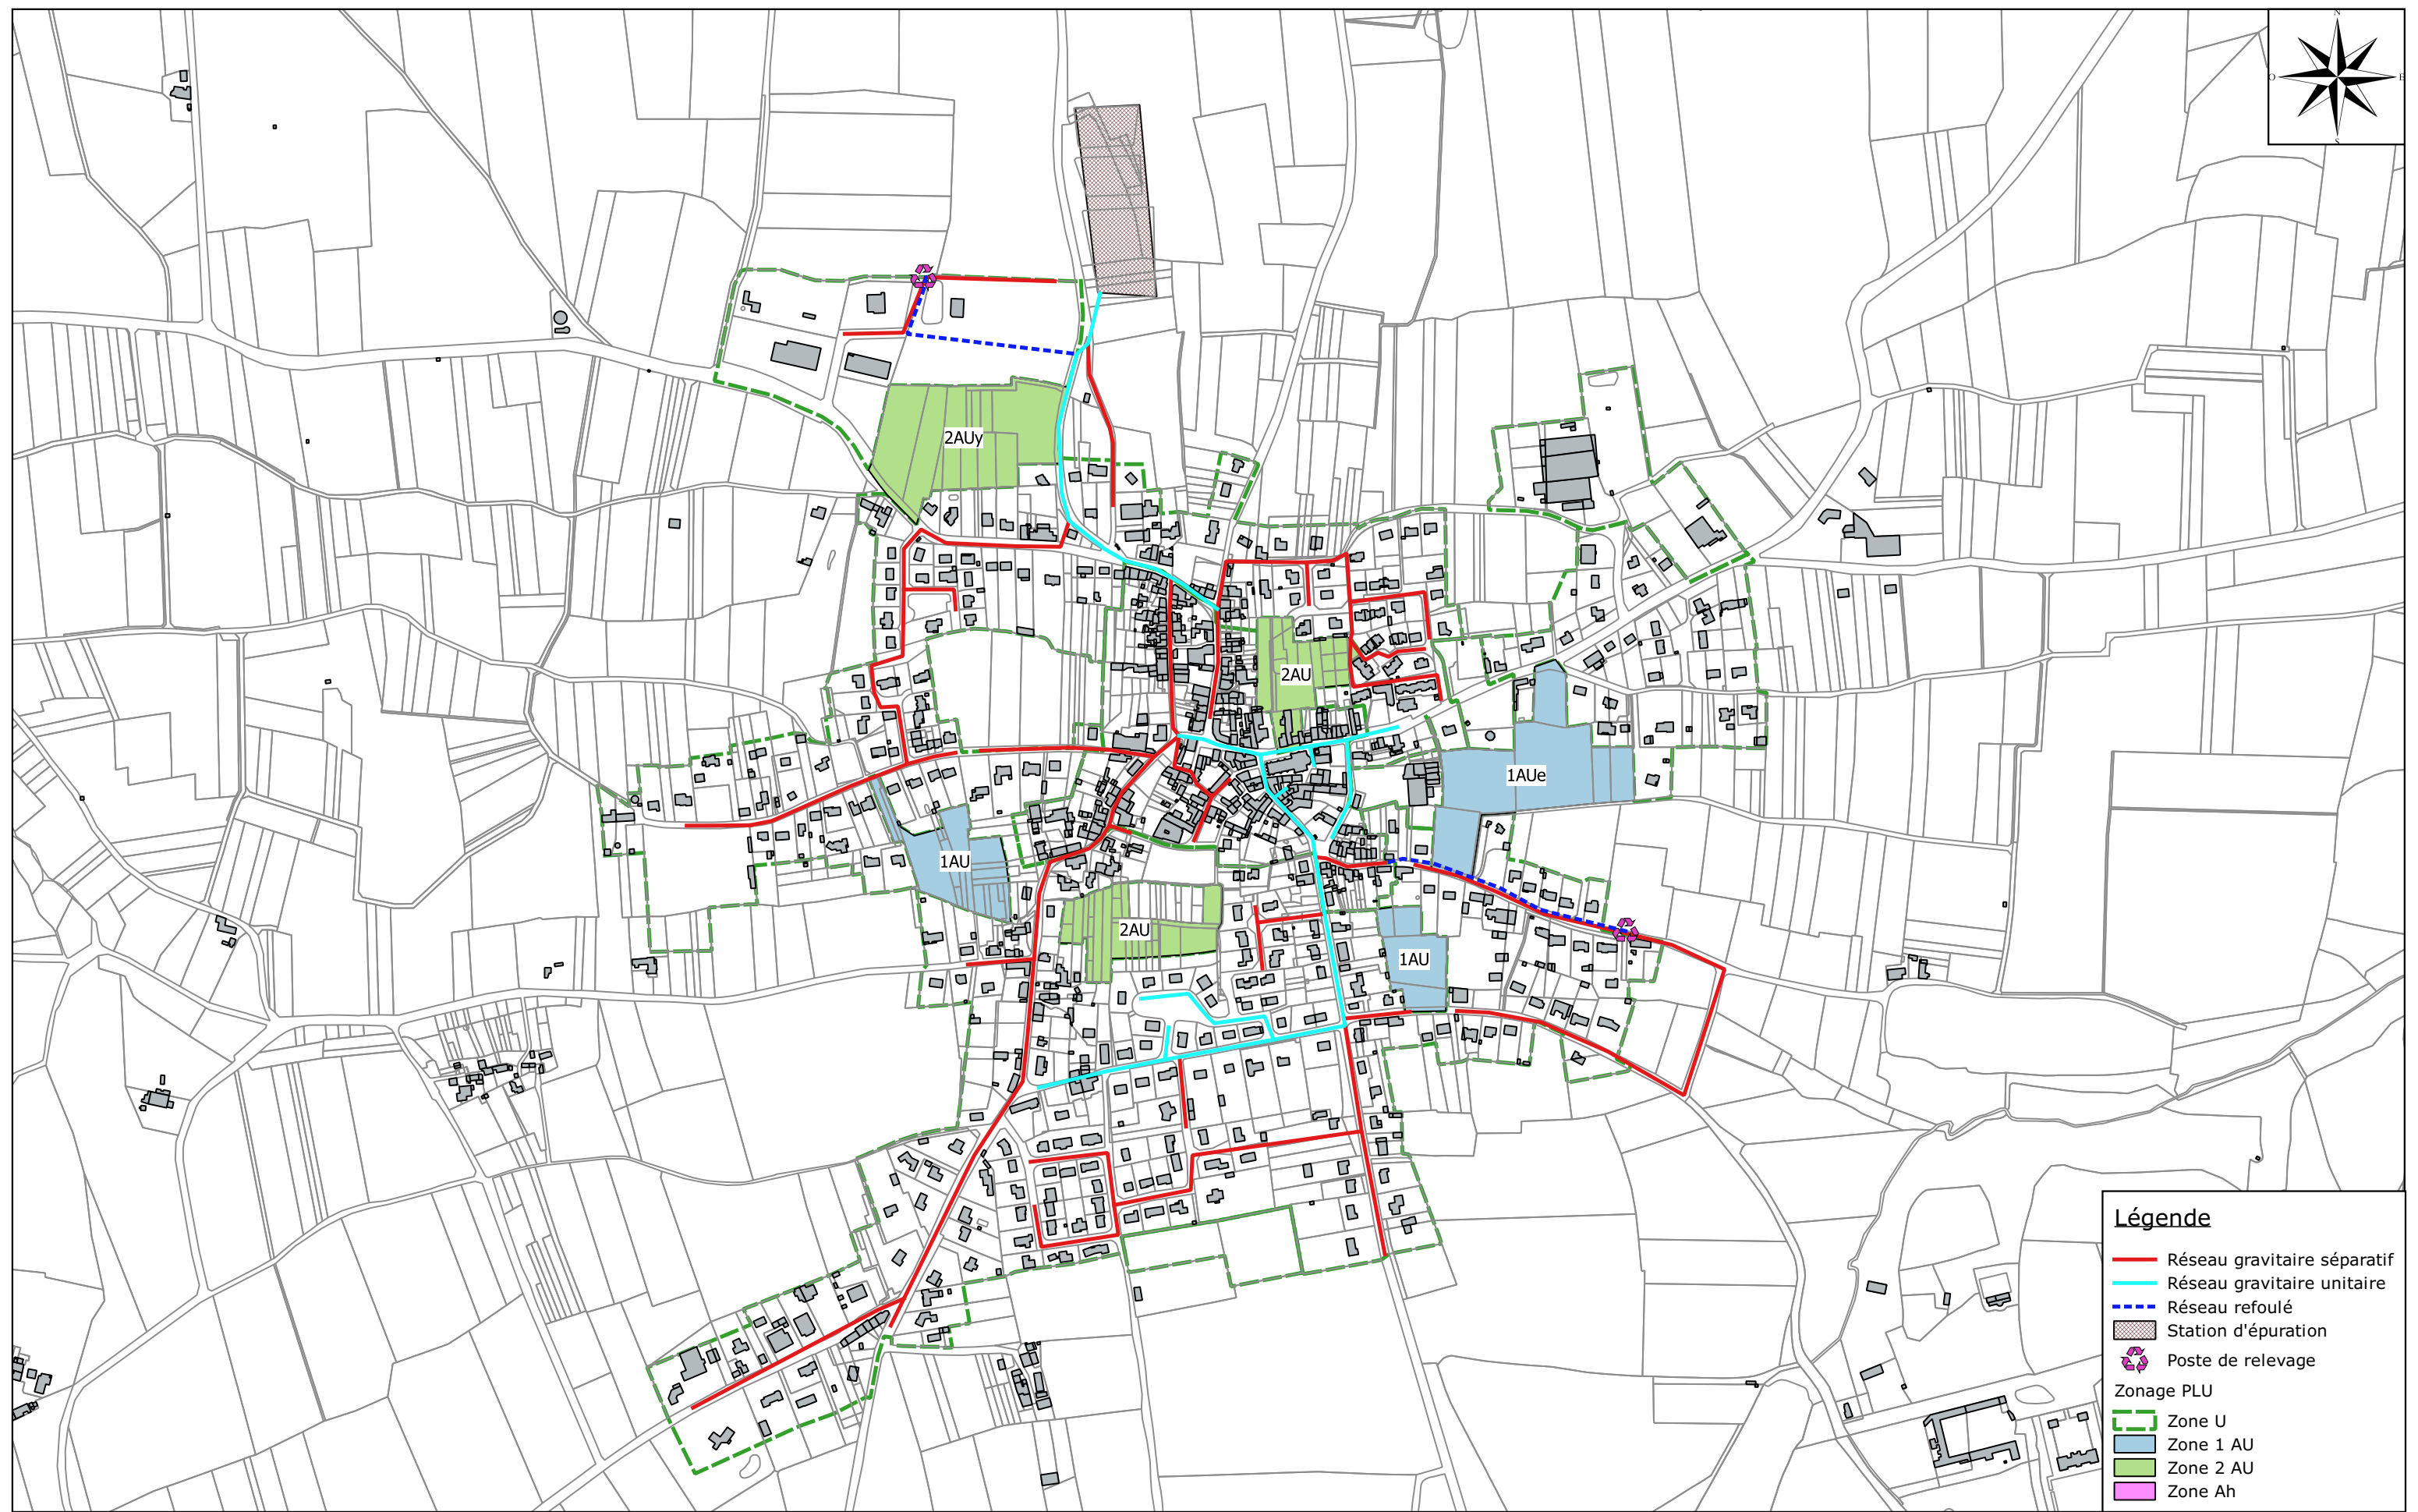 N
O
E
S
2AUy
2AU
1AUe
1AU
2AU
1AU
Légende
Réseau gravitaire séparatif
Réseau gravitaire unitaire
Réseau refoulé
Station d'épuration
Poste de relevage
Zonage PLU
Zone U
Zone 1 AU
Zone 2 AU
Zone Ah